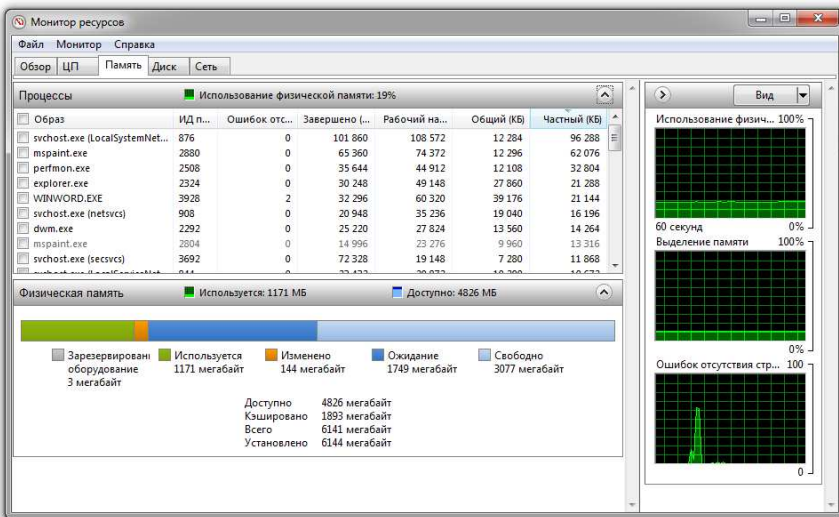 Монитор ресурсов
Файл Монитор Справка
Обзор ЦП Память Диск Сеть
Процессы Использование физической памяти: 19%
Образ ИД п... Ошибок отс... Завершено (... Рабочий на... Общий (КБ) Частный (КБ)
svchost.exe (LocalSystemNet... 876 0 101 860 108 572 12 284 96 288
mspaint.exe 2880 0 65 360 74 372 12 296 62 076
perfmon.exe 2508 0 35 644 44 912 12 108 32 804
explorer.exe 2324 0 30 248 49 148 27 860 21 288
WINWORD.EXE 3928 2 32 296 60 320 39 176 21 144
svchost.exe (netsvcs) 908 0 20 948 35 236 19 040 16 196
dwm.exe 2292 0 25 220 27 824 13 560 14 264
mspaint.exe 2804 0 14 996 23 276 9 960 13 316
svchost.exe (secsvcs) 3692 0 72 328 19 148 7 280 11 868
Физическая память Используется: 1171 МБ Доступно: 4826 МБ
Зарезервирован
оборудование
3 мегабайт
Используется
1171 мегабайт
Изменено
144 мегабайт
Ожидание
1749 мегабайт
Свободно
3077 мегабайт
Доступно 4826 мегабайт
Кэшировано 1893 мегабайт
Всего 6141 мегабайт
Установлено 6144 мегабайт
Вид
Использование физич... 100%
60 секунд 0%
Выделение памяти 100%
0%
Ошибок отсутствия стр... 100
0